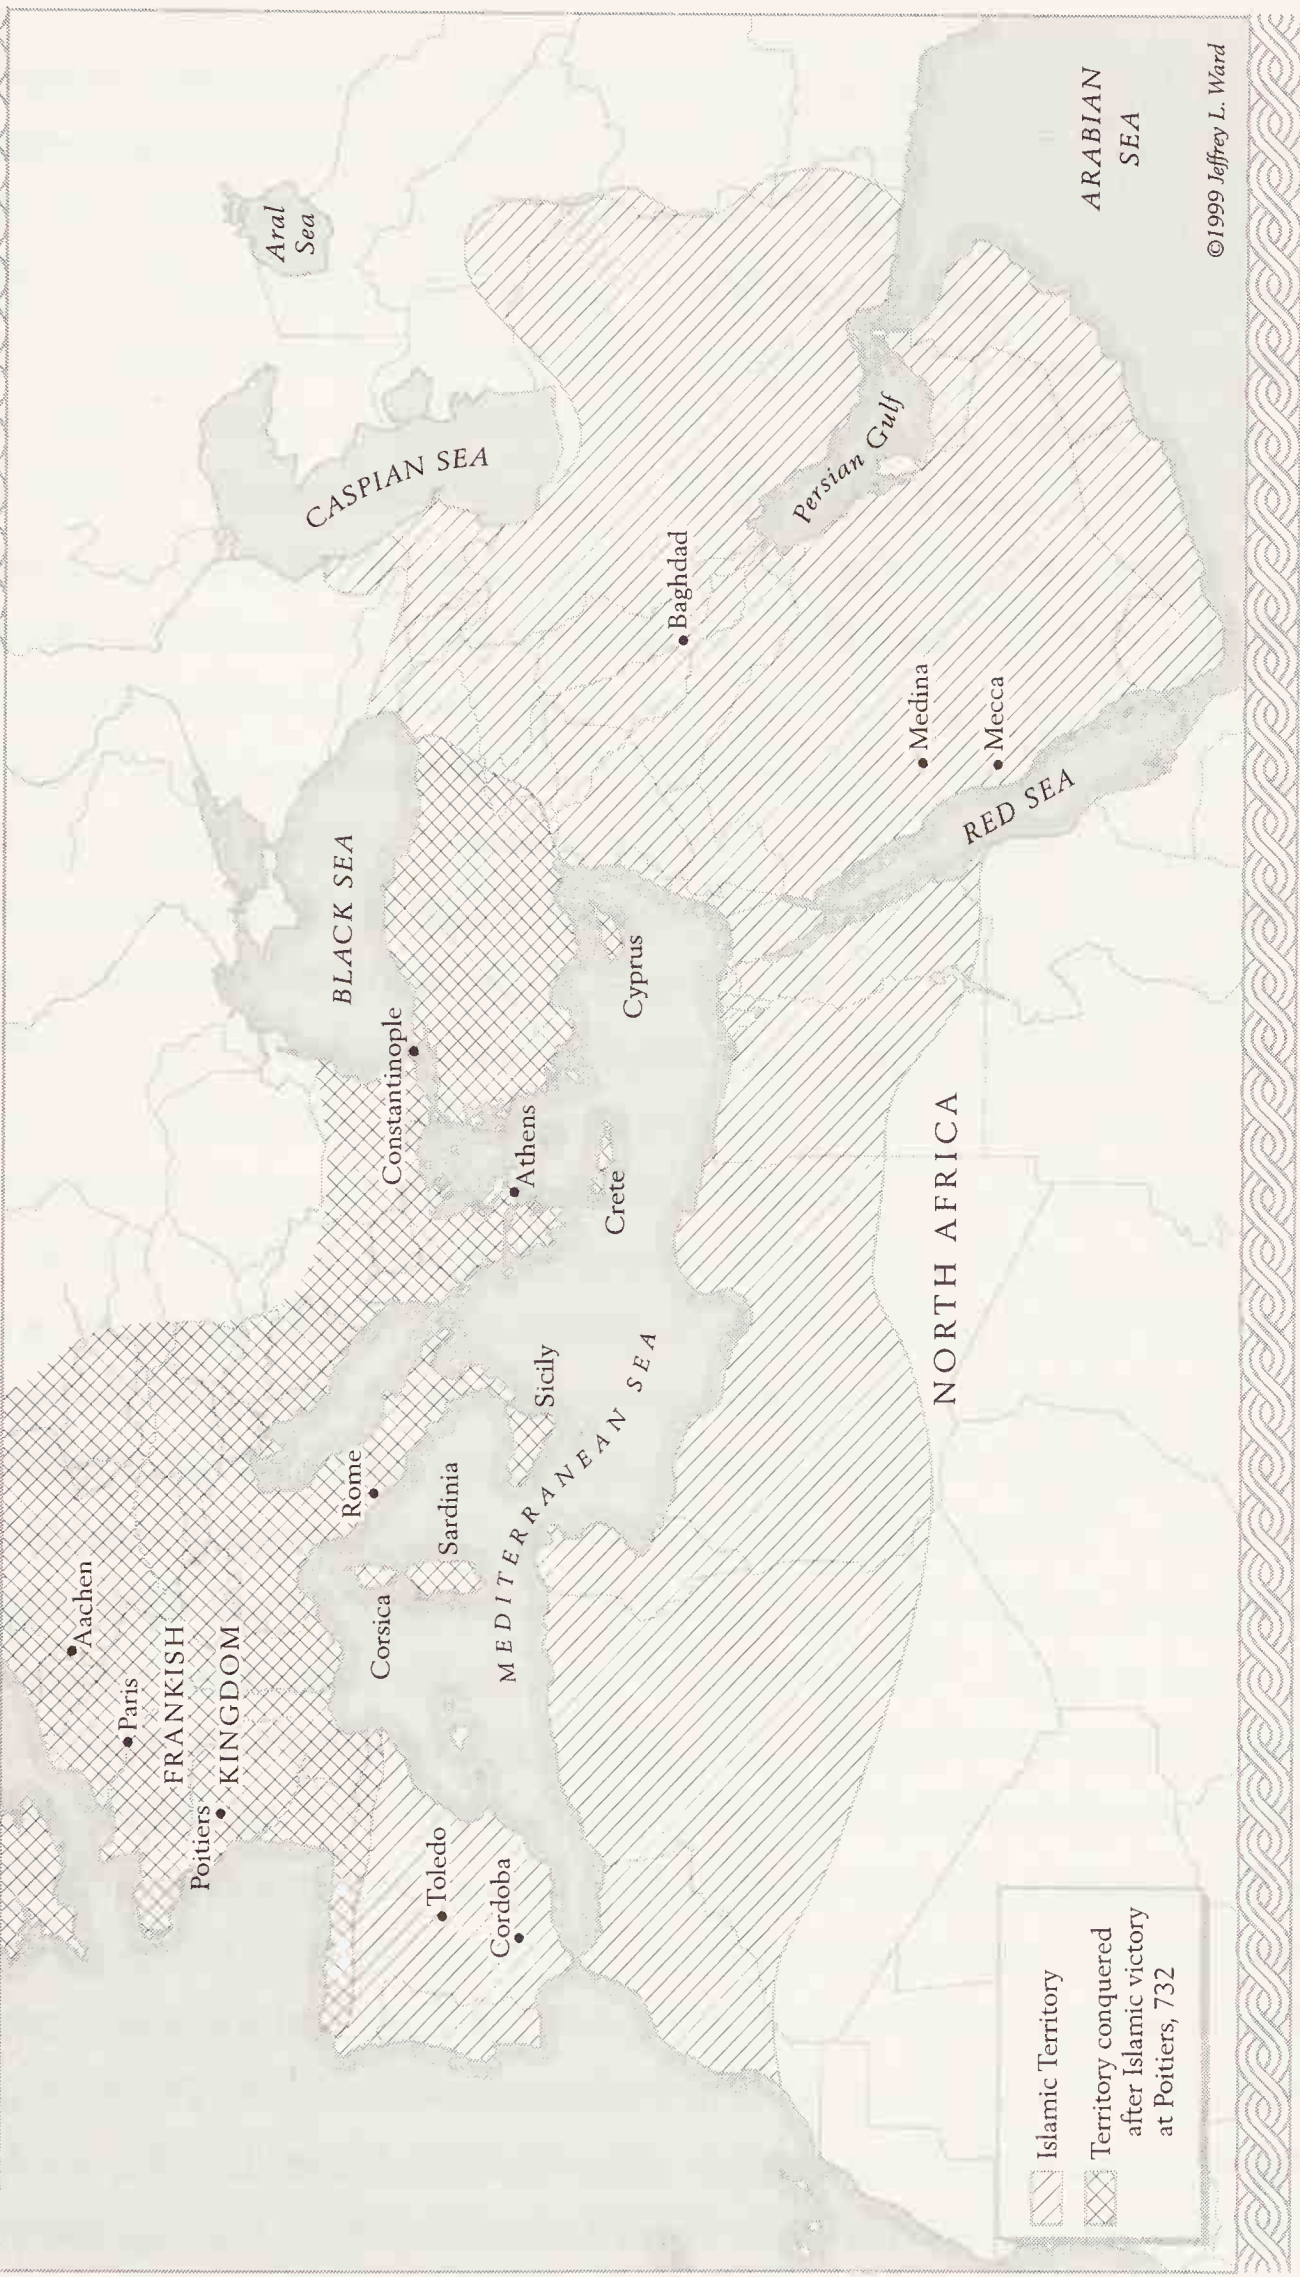 Aachen
Paris
FRANKISH
KINGDOM
Poitiers
Toledo
Cordoba
Corsica
Sardinia
Rome
Sicily
MEDITERRANEAN SEA
Athens
Crete
Constantinople
BLACK SEA
Cyprus
CASPIAN SEA
Aral
Sea
Baghdad
Persian Gulf
Medina
Mecca
RED SEA
NORTH AFRICA
ARABIAN
SEA
Islamic Territory
Territory conquered
after Islamic victory
at Poitiers, 732
©1999 Jeffrey L. Ward